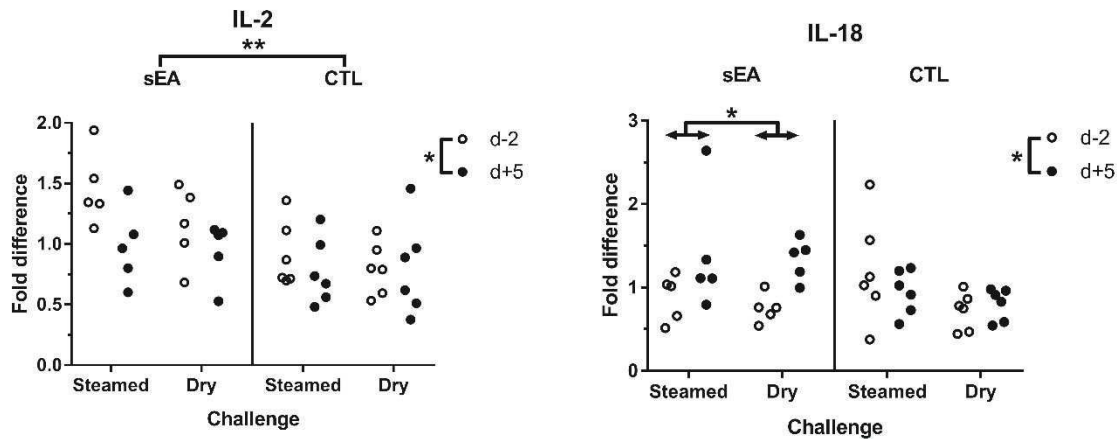 IL-2
**
sEA CTL
2.0
1.5
1.0
0.5
0.0
Fold difference
d-2
* 
d+5
Steamed Dry Steamed Dry
Challenge
IL-18
sEA CTL
*
3
2
1
0
Fold difference
d-2
*
d+5
Steamed Dry Steamed Dry
Challenge